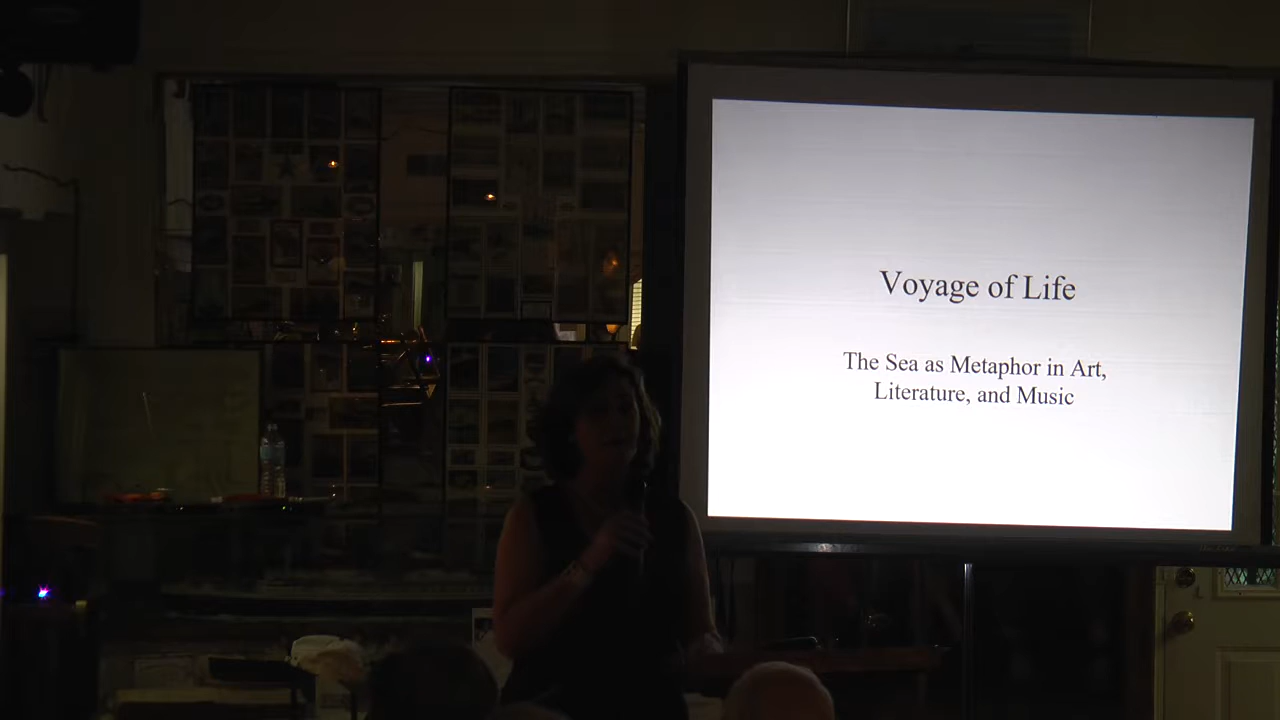 Voyage of Life
The Sea as Metaphor in Art,
Literature, and Music